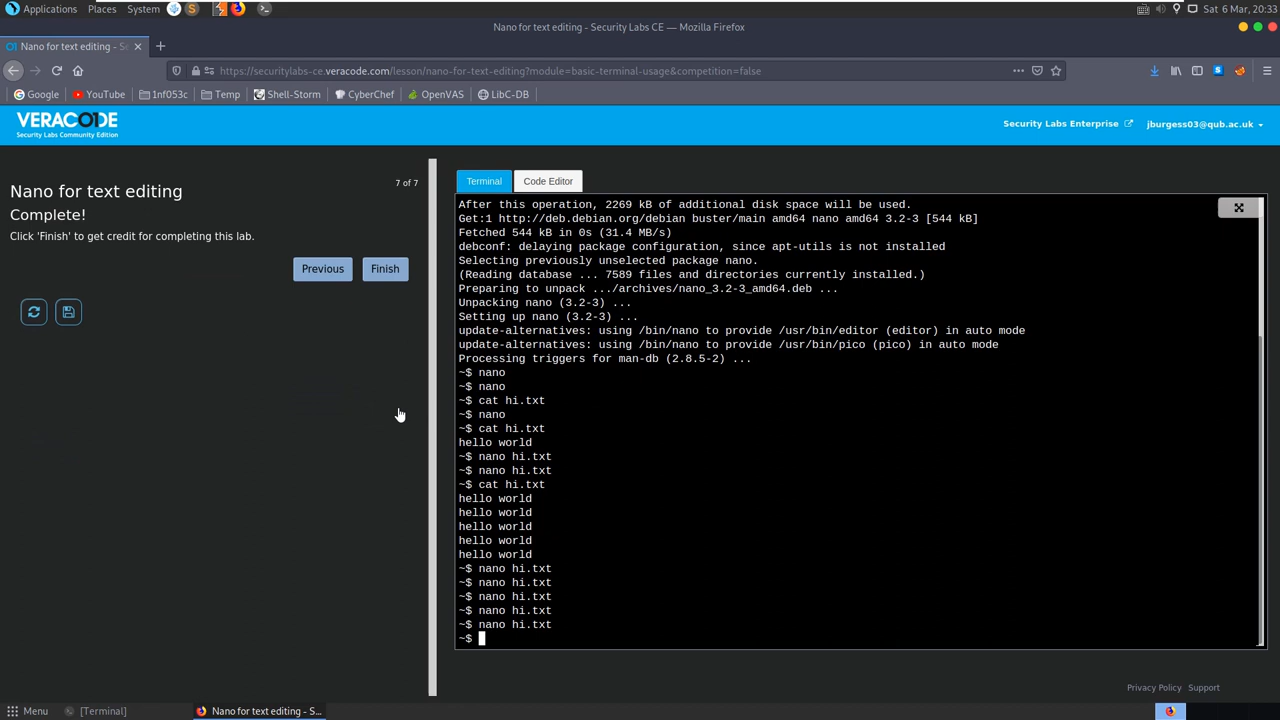 Applications Places System Sat 6 Mar, 20:33
Nano for text editing - Security Labs CE — Mozilla Firefox
Nano for text editing - Se
https://securitylabs-ce.veracode.com/lesson/nano-for-text-editing?module=basic-terminal-usage&competition=false
Google YouTube 1nf053c Temp Shell-Storm CyberChef OpenVAS LibC-DB
VERACODE
Security Labs Community Edition
Security Labs Enterprise jburgess03@qub.ac.uk
Nano for text editing
7 of 7
Complete!
Click 'Finish' to get credit for completing this lab.
Previous Finish
Terminal Code Editor
After this operation, 2269 kB of additional disk space will be used.
Get:1 http://deb.debian.org/debian buster/main amd64 nano amd64 3.2-3 [544 kB]
Fetched 544 kB in 0s (31.4 MB/s)
debconf: delaying package configuration, since apt-utils is not installed
Selecting previously unselected package nano.
(Reading database ... 7589 files and directories currently installed.)
Preparing to unpack .../archives/nano_3.2-3_amd64.deb ...
Unpacking nano (3.2-3) ...
Setting up nano (3.2-3) ...
update-alternatives: using /bin/nano to provide /usr/bin/editor (editor) in auto mode
update-alternatives: using /bin/nano to provide /usr/bin/pico (pico) in auto mode
Processing triggers for man-db (2.8.5-2) ...
~$ nano
~$ nano
~$ cat hi.txt
~$ nano
~$ cat hi.txt
hello world
~$ nano hi.txt
~$ nano hi.txt
~$ cat hi.txt
hello world
hello world
hello world
hello world
hello world
~$ nano hi.txt
~$ nano hi.txt
~$ nano hi.txt
~$ nano hi.txt
~$ nano hi.txt
~$
Privacy Policy Support
Menu [Terminal] Nano for text editing - S...